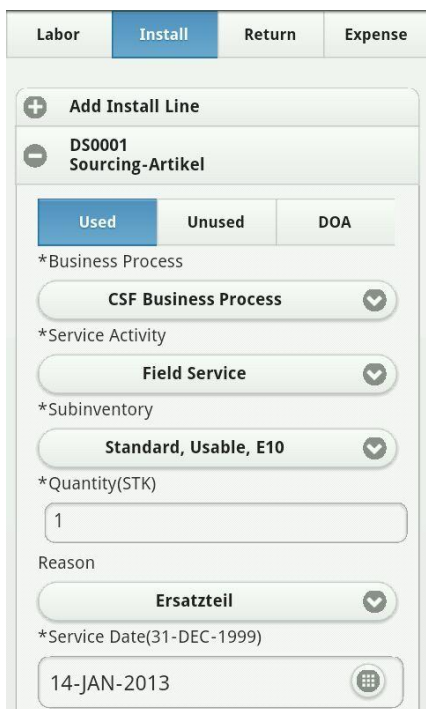 Labor Install Return Expense
Add Install Line
DS0001
Sourcing-Artikel
Used Unused DOA
*Business Process
CSF Business Process
*Service Activity
Field Service
*Subinventory
Standard, Usable, E10
*Quantity(STK)
1
Reason
Ersatzteil
*Service Date(31-DEC-1999)
14-JAN-2013